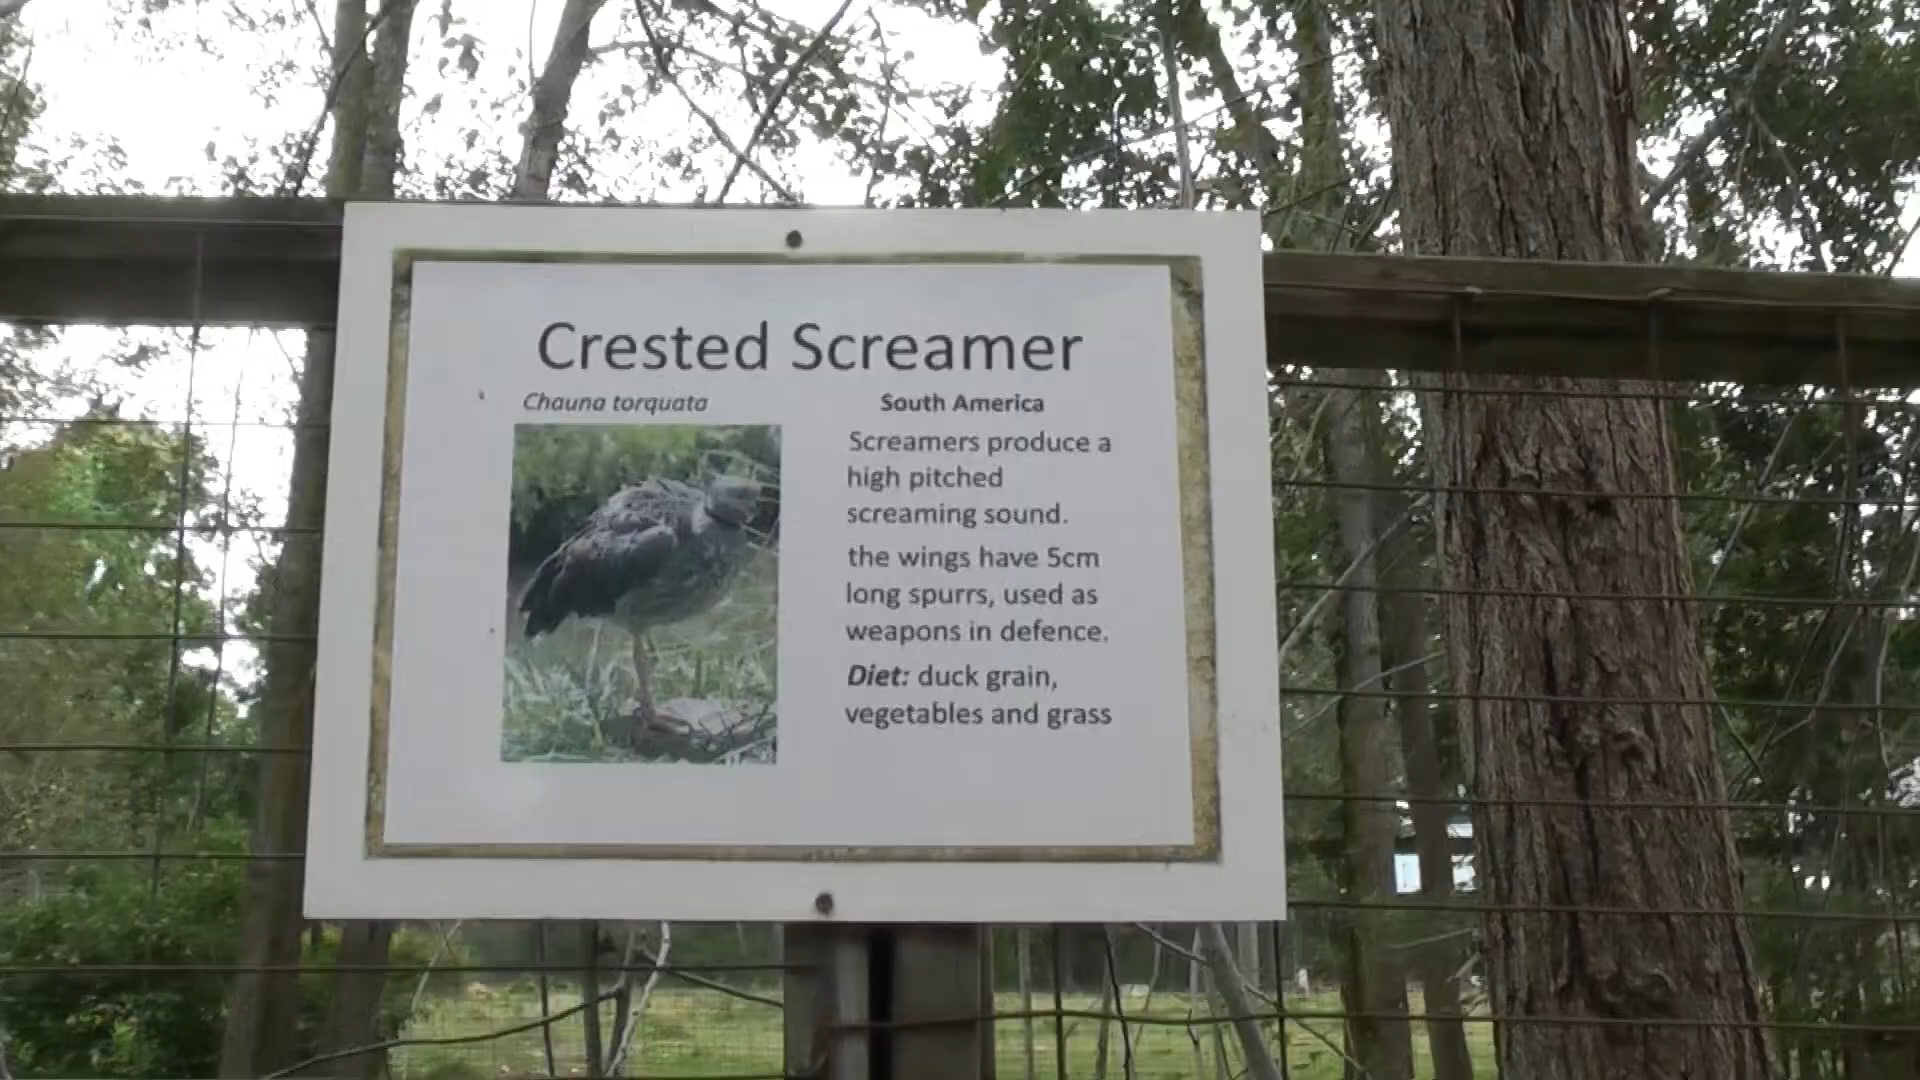 Crested Screamer
Chauna torquata
South America
Screamers produce a
high pitched
screaming sound.
the wings have 5cm
long spurrs, used as
weapons in defence.
Diet: duck grain,
vegetables and grass